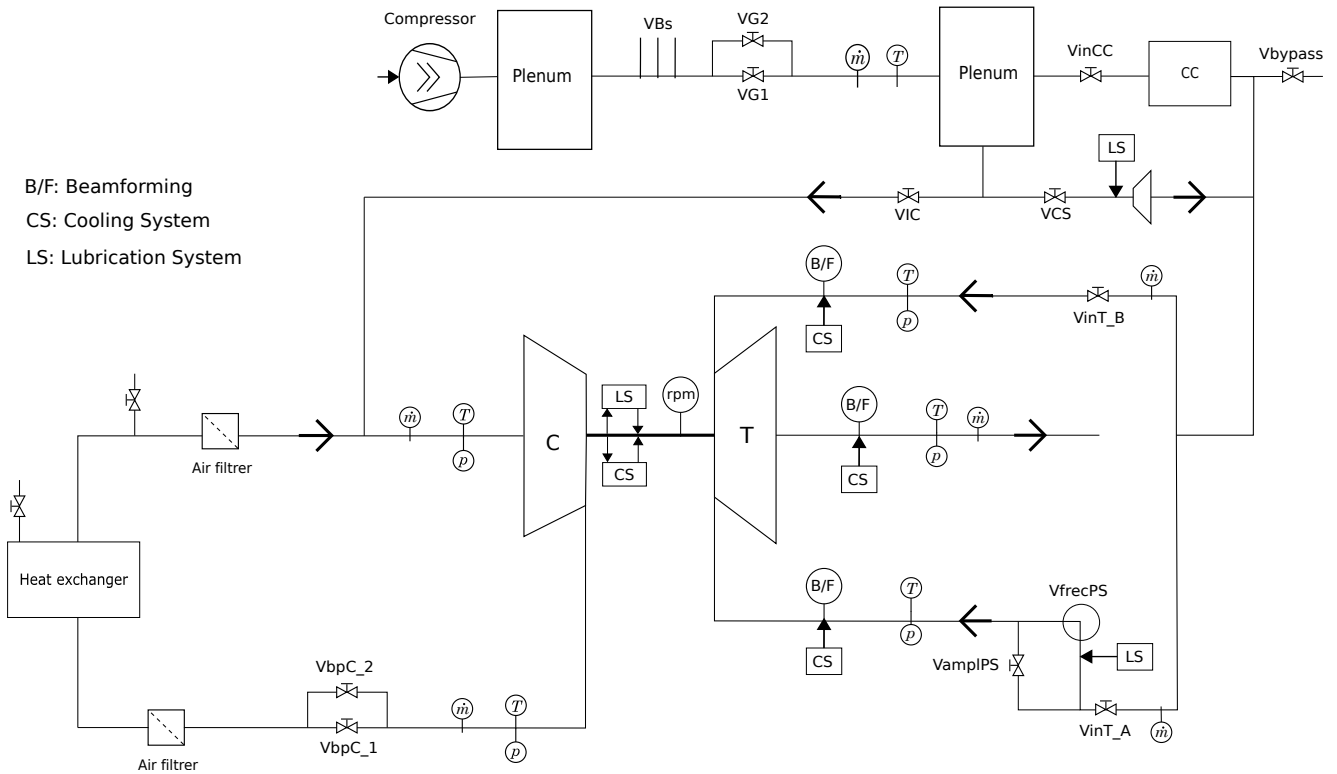 Compressor
Plenum
VBs
VG2
VG1
ṁ
T
Plenum
VinCC
CC
Vbypass
LS
VIC
VCS
B/F: Beamforming
CS: Cooling System
LS: Lubrication System
B/F
T
p
CS
VinT_B
ṁ
Air filtrer
ṁ
T
p
C
LS
CS
rpm
T
B/F
CS
T
p
ṁ
Heat exchanger
B/F
CS
T
p
VfrecPS
VamplPS
LS
VinT_A
ṁ
VbpC_2
VbpC_1
ṁ
T
p
Air filtrer